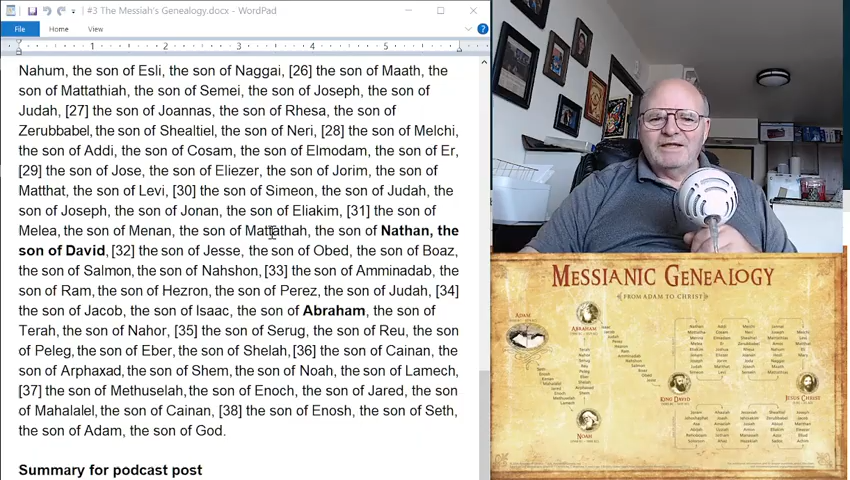 #3 The Messiah's Genealogy.docx - WordPad
File
Home
View
1
2
3
4
5
Nahum, the son of Esli, the son of Naggai, [26] the son of Maath, the
son of Mattathiah, the son of Semei, the son of Joseph, the son of
Judah, [27] the son of Joannas, the son of Rhesa, the son of
Zerubbabel, the son of Shealtiel, the son of Neri, [28] the son of Melchi,
the son of Addi, the son of Cosam, the son of Elmodam, the son of Er,
[29] the son of Jose, the son of Eliezer, the son of Jorim, the son of
Matthat, the son of Levi, [30] the son of Simeon, the son of Judah, the
son of Joseph, the son of Jonan, the son of Eliakim, [31] the son of
Melea, the son of Menan, the son of Mattathah, the son of Nathan, the
son of David, [32] the son of Jesse, the son of Obed, the son of Boaz,
the son of Salmon, the son of Nahshon, [33] the son of Amminadab, the
son of Ram, the son of Hezron, the son of Perez, the son of Judah, [34]
the son of Jacob, the son of Isaac, the son of Abraham, the son of
Terah, the son of Nahor, [35] the son of Serug, the son of Reu, the son
of Peleg, the son of Eber, the son of Shelah, [36] the son of Cainan, the
son of Arphaxad, the son of Shem, the son of Noah, the son of Lamech,
[37] the son of Methuselah, the son of Enoch, the son of Jared, the son
of Mahalalel, the son of Cainan, [38] the son of Enosh, the son of Seth,
the son of Adam, the son of God.
Summary for podcast post
MESSIANIC GENEALOGY
FROM ADAM TO CHRIST
ADAM
ABRAHAM
NOAH
KING DAVID
JESUS CHRIST